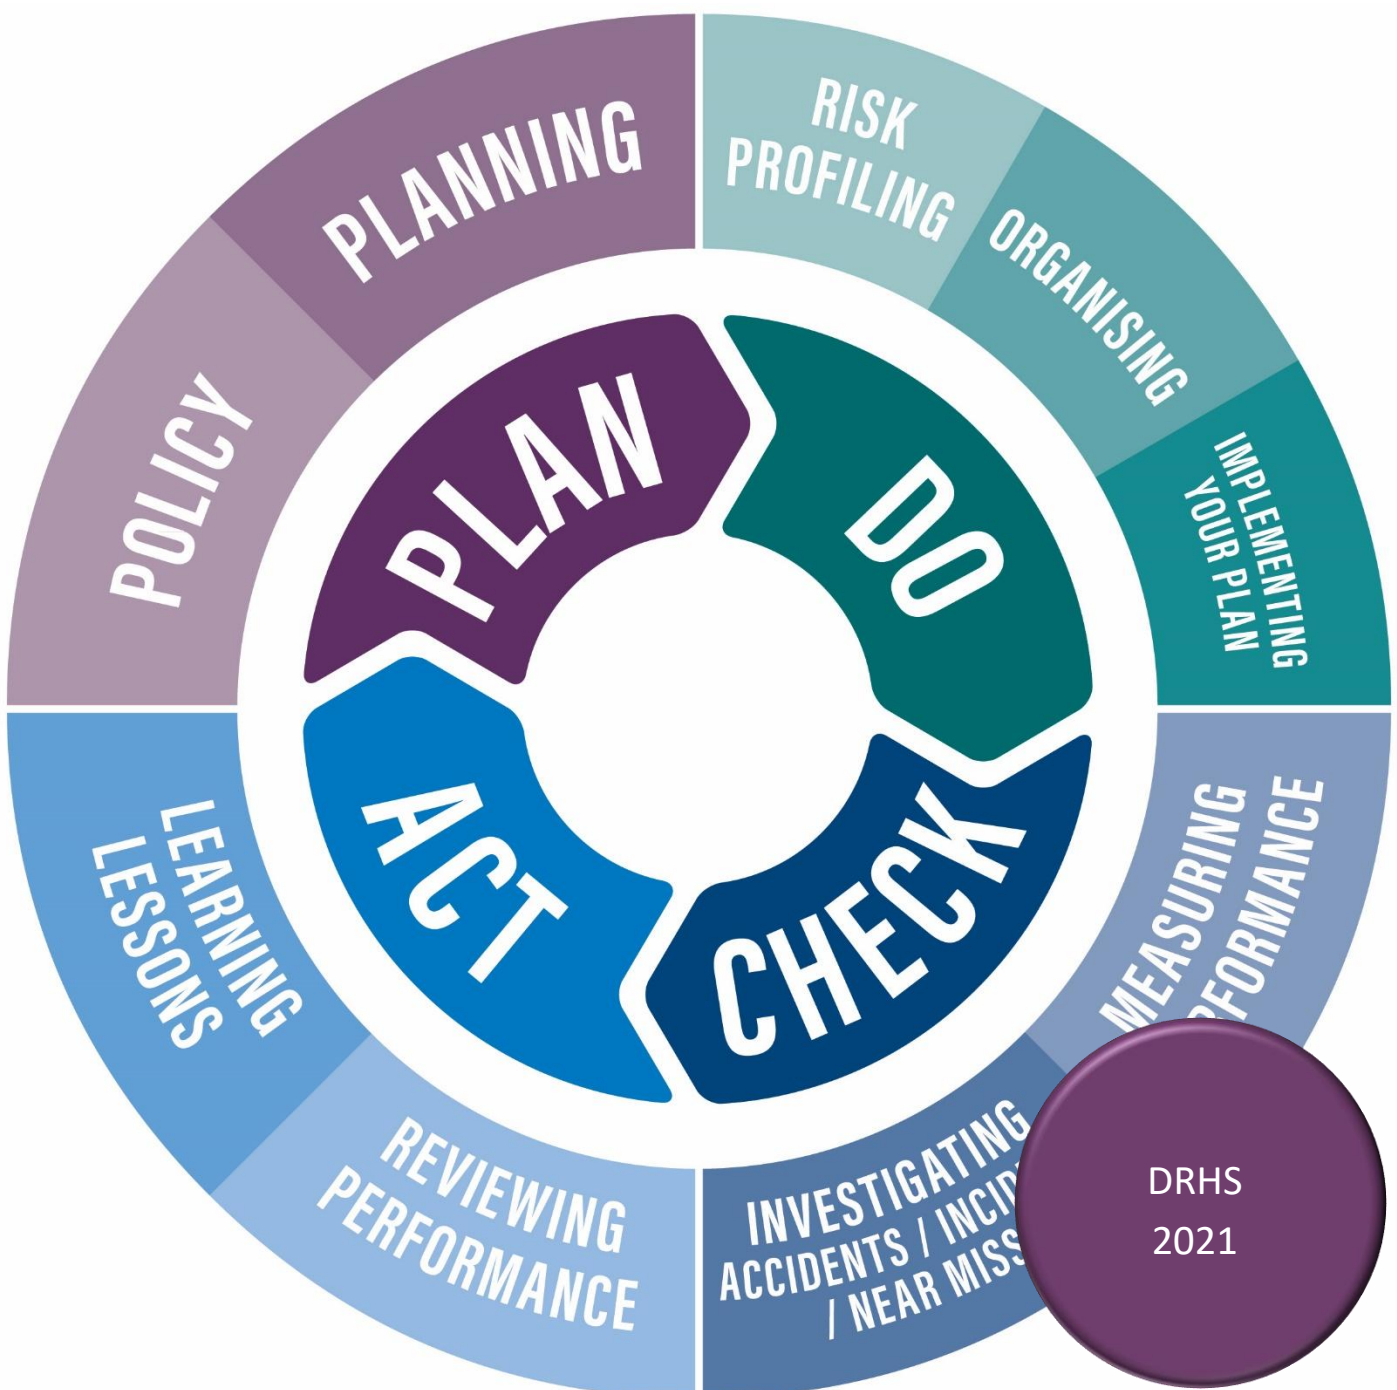 PLANNING
POLICY
RISK
PROFILING
ORGANISING
IMPLEMENTING
YOUR PLAN
PLAN
DO
ACT
CHECK
MEASURING
LEARNING
LESSONS
REVIEWING
PERFORMANCE
INVESTIGATING
ACCIDENTS /
/ NEAR
DRHS
2021